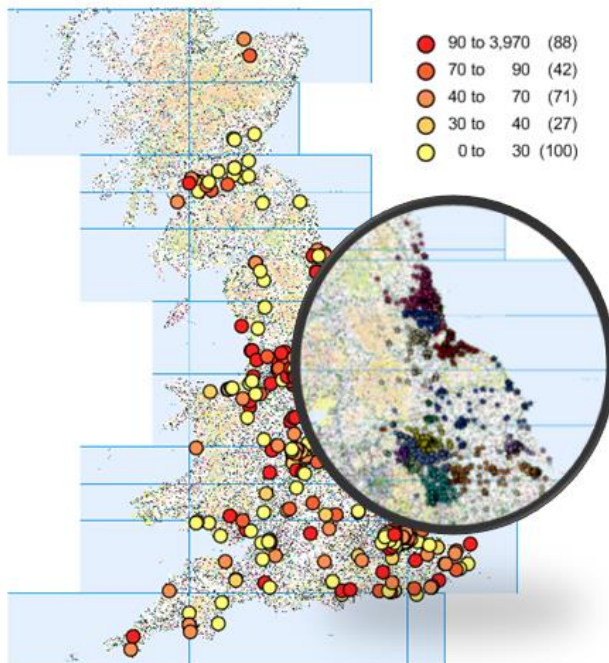 90 to 3,970 (88)
70 to 90 (42)
40 to 70 (71)
30 to 40 (27)
0 to 30 (100)